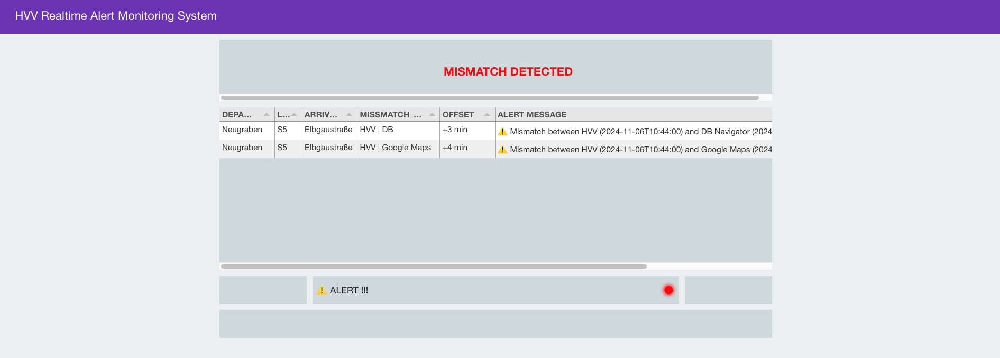 HVV Realtime Alert Monitoring System
MISMATCH DETECTED
DEPA... L... ARRIV... MISSMATCH_... OFFSET ALERT MESSAGE
Neugraben S5 Elbgaustraße HVV | DB +3 min ⚠️ Mismatch between HVV (2024-11-06T10:44:00) and DB Navigator (2024
Neugraben S5 Elbgaustraße HVV | Google Maps +4 min ⚠️ Mismatch between HVV (2024-11-06T10:44:00) and Google Maps (2024
⚠️ ALERT !!!